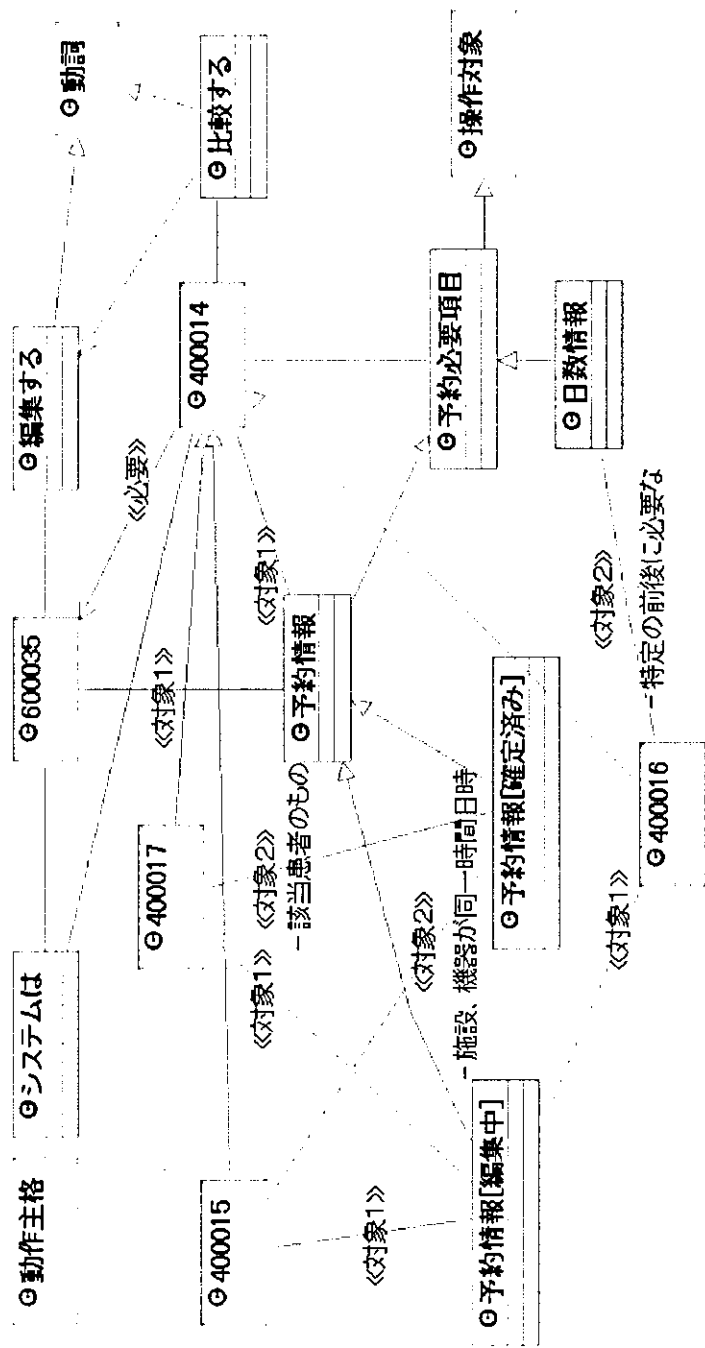 動作主格
システムは
600035
編集する
動詞
400015
400017
400014
比較する
《必要》
《対象1》
《対象1》
《対象2》
《対象1》
-該当患者のもの
予約情報
予約必要項目
操作対象
《対象1》
《対象2》
-施設、機器が同一時間日時
予約情報[編集中]
予約情報[確定済み]
日数情報
《対象2》
《対象1》
400016
-特定の前後に必要な